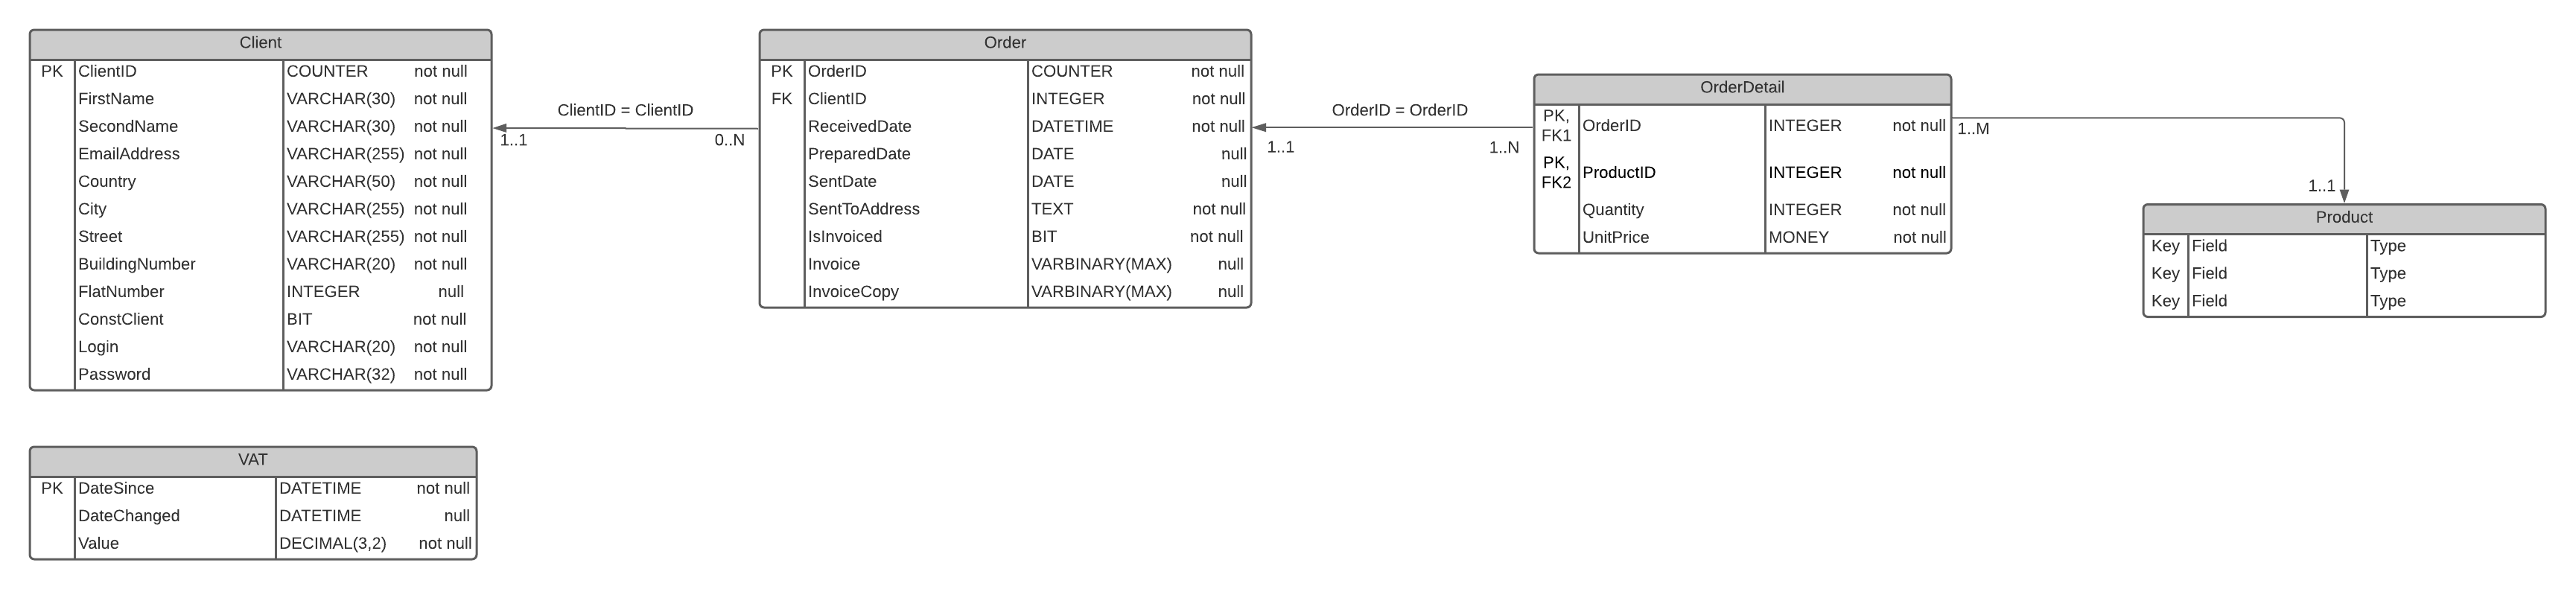 Client
PK ClientID COUNTER not null
FirstName VARCHAR(30) not null
SecondName VARCHAR(30) not null
EmailAddress VARCHAR(255) not null
Country VARCHAR(50) not null
City VARCHAR(255) not null
Street VARCHAR(255) not null
BuildingNumber VARCHAR(20) not null
FlatNumber INTEGER null
ConstClient BIT not null
Login VARCHAR(20) not null
Password VARCHAR(32) not null
ClientID = ClientID
1..1
0..N
Order
PK OrderID COUNTER not null
FK ClientID INTEGER not null
ReceivedDate DATETIME not null
PreparedDate DATE null
SentDate DATE null
SentToAddress TEXT not null
IsInvoiced BIT not null
Invoice VARBINARY(MAX) null
InvoiceCopy VARBINARY(MAX) null
OrderID = OrderID
1..1
1..N
OrderDetail
PK,
FK1 OrderID INTEGER not null
PK,
FK2 ProductID INTEGER not null
Quantity INTEGER not null
UnitPrice MONEY not null
1..M
1..1
Product
Key Field Type
Key Field Type
Key Field Type
VAT
PK DateSince DATETIME not null
DateChanged DATETIME null
Value DECIMAL(3,2) not null